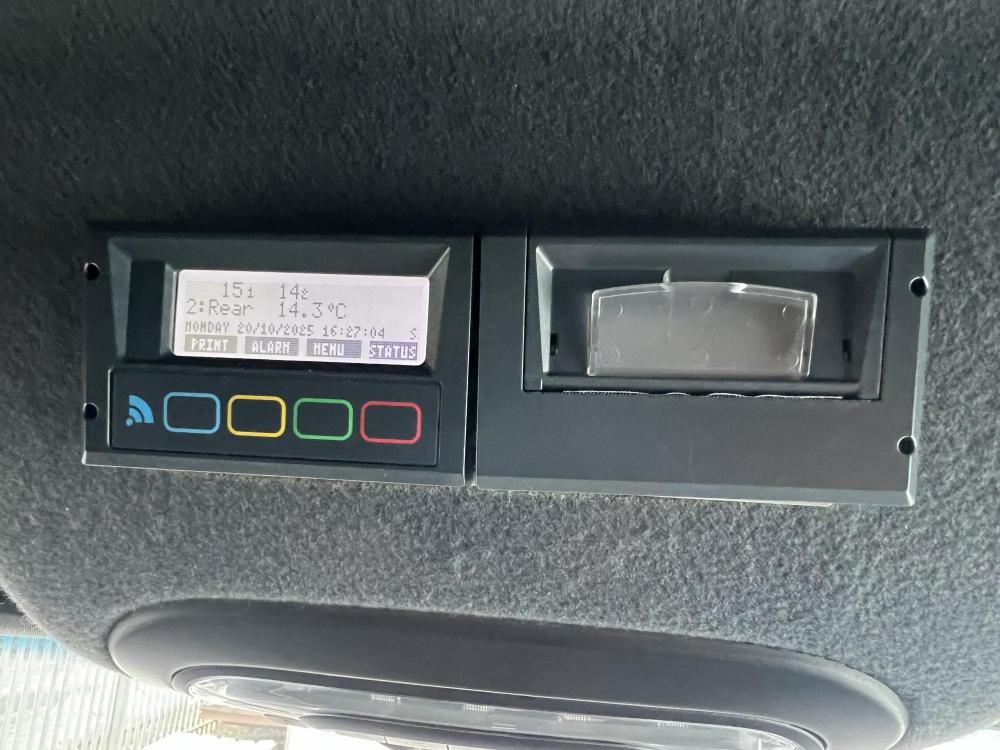 15₁ 14₂
2:Rear 14.3°C
MONDAY 20/10/2025 16:27:04 S
PRINT ALARM MENU STATUS